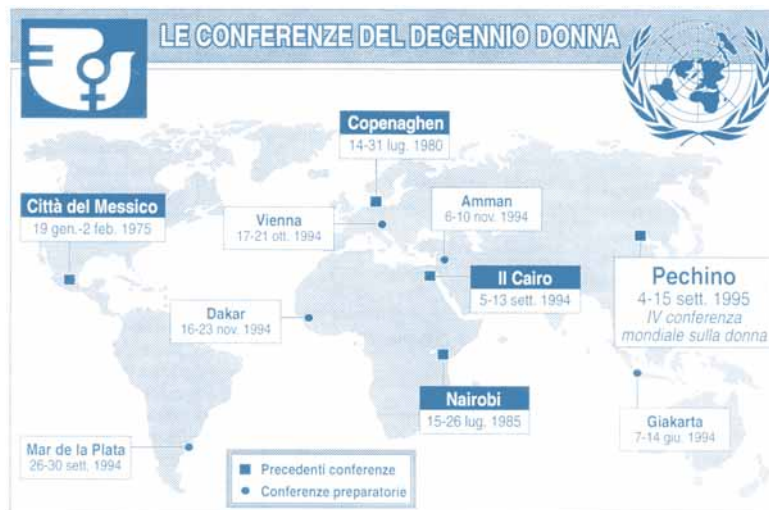 LE CONFERENZE DEL DECENNIO DONNA
Copenaghen
14-31 lug. 1980
Città del Messico
19 gen.-2 feb. 1975
Vienna
17-21 ott. 1994
Amman
6-10 nov. 1994
Il Cairo
5-13 sett. 1994
Pechino
4-15 sett. 1995
IV conferenza
mondiale sulla donna
Dakar
16-23 nov. 1994
Nairobi
15-26 lug. 1985
Giakarta
7-14 giu. 1994
Mar de la Plata
26-30 sett. 1994
Precedenti conferenze
Conferenze preparatorie